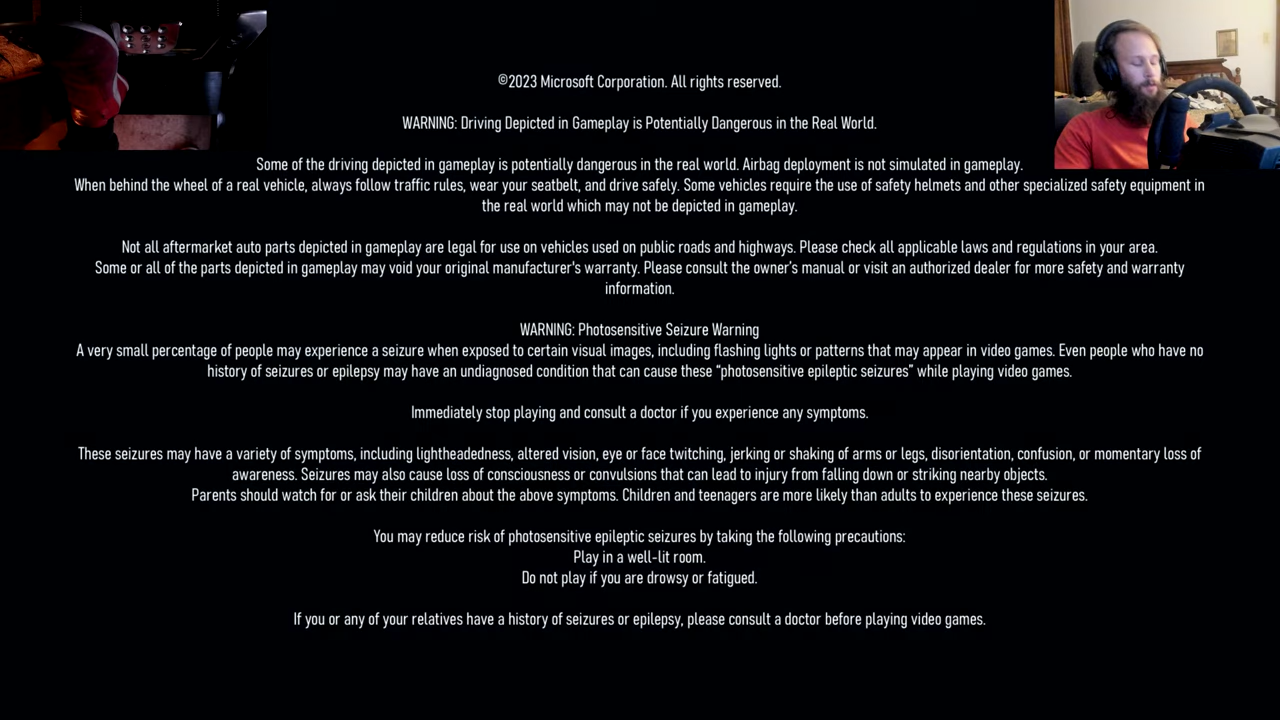 ©2023 Microsoft Corporation. All rights reserved.
WARNING: Driving Depicted in Gameplay is Potentially Dangerous in the Real World.
Some of the driving depicted in gameplay is potentially dangerous in the real world. Airbag deployment is not simulated in gameplay.
When behind the wheel of a real vehicle, always follow traffic rules, wear your seatbelt, and drive safely. Some vehicles require the use of safety helmets and other specialized safety equipment in
the real world which may not be depicted in gameplay.
Not all aftermarket auto parts depicted in gameplay are legal for use on vehicles used on public roads and highways. Please check all applicable laws and regulations in your area.
Some or all of the parts depicted in gameplay may void your original manufacturer's warranty. Please consult the owner’s manual or visit an authorized dealer for more safety and warranty
information.
WARNING: Photosensitive Seizure Warning
A very small percentage of people may experience a seizure when exposed to certain visual images, including flashing lights or patterns that may appear in video games. Even people who have no
history of seizures or epilepsy may have an undiagnosed condition that can cause these “photosensitive epileptic seizures” while playing video games.
Immediately stop playing and consult a doctor if you experience any symptoms.
These seizures may have a variety of symptoms, including lightheadedness, altered vision, eye or face twitching, jerking or shaking of arms or legs, disorientation, confusion, or momentary loss of
awareness. Seizures may also cause loss of consciousness or convulsions that can lead to injury from falling down or striking nearby objects.
Parents should watch for or ask their children about the above symptoms. Children and teenagers are more likely than adults to experience these seizures.
You may reduce risk of photosensitive epileptic seizures by taking the following precautions:
Play in a well-lit room.
Do not play if you are drowsy or fatigued.
If you or any of your relatives have a history of seizures or epilepsy, please consult a doctor before playing video games.